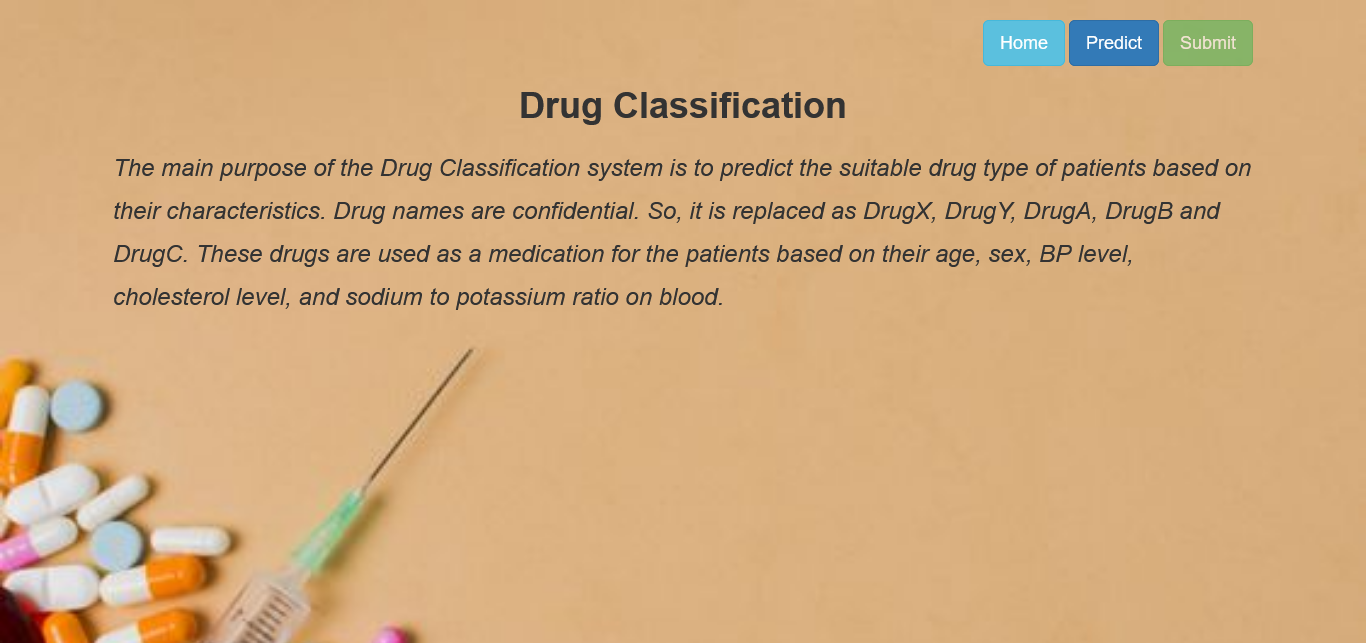 Home Predict Submit
Drug Classification
The main purpose of the Drug Classification system is to predict the suitable drug type of patients based on
their characteristics. Drug names are confidential. So, it is replaced as DrugX, DrugY, DrugA, DrugB and
DrugC. These drugs are used as a medication for the patients based on their age, sex, BP level,
cholesterol level, and sodium to potassium ratio on blood.